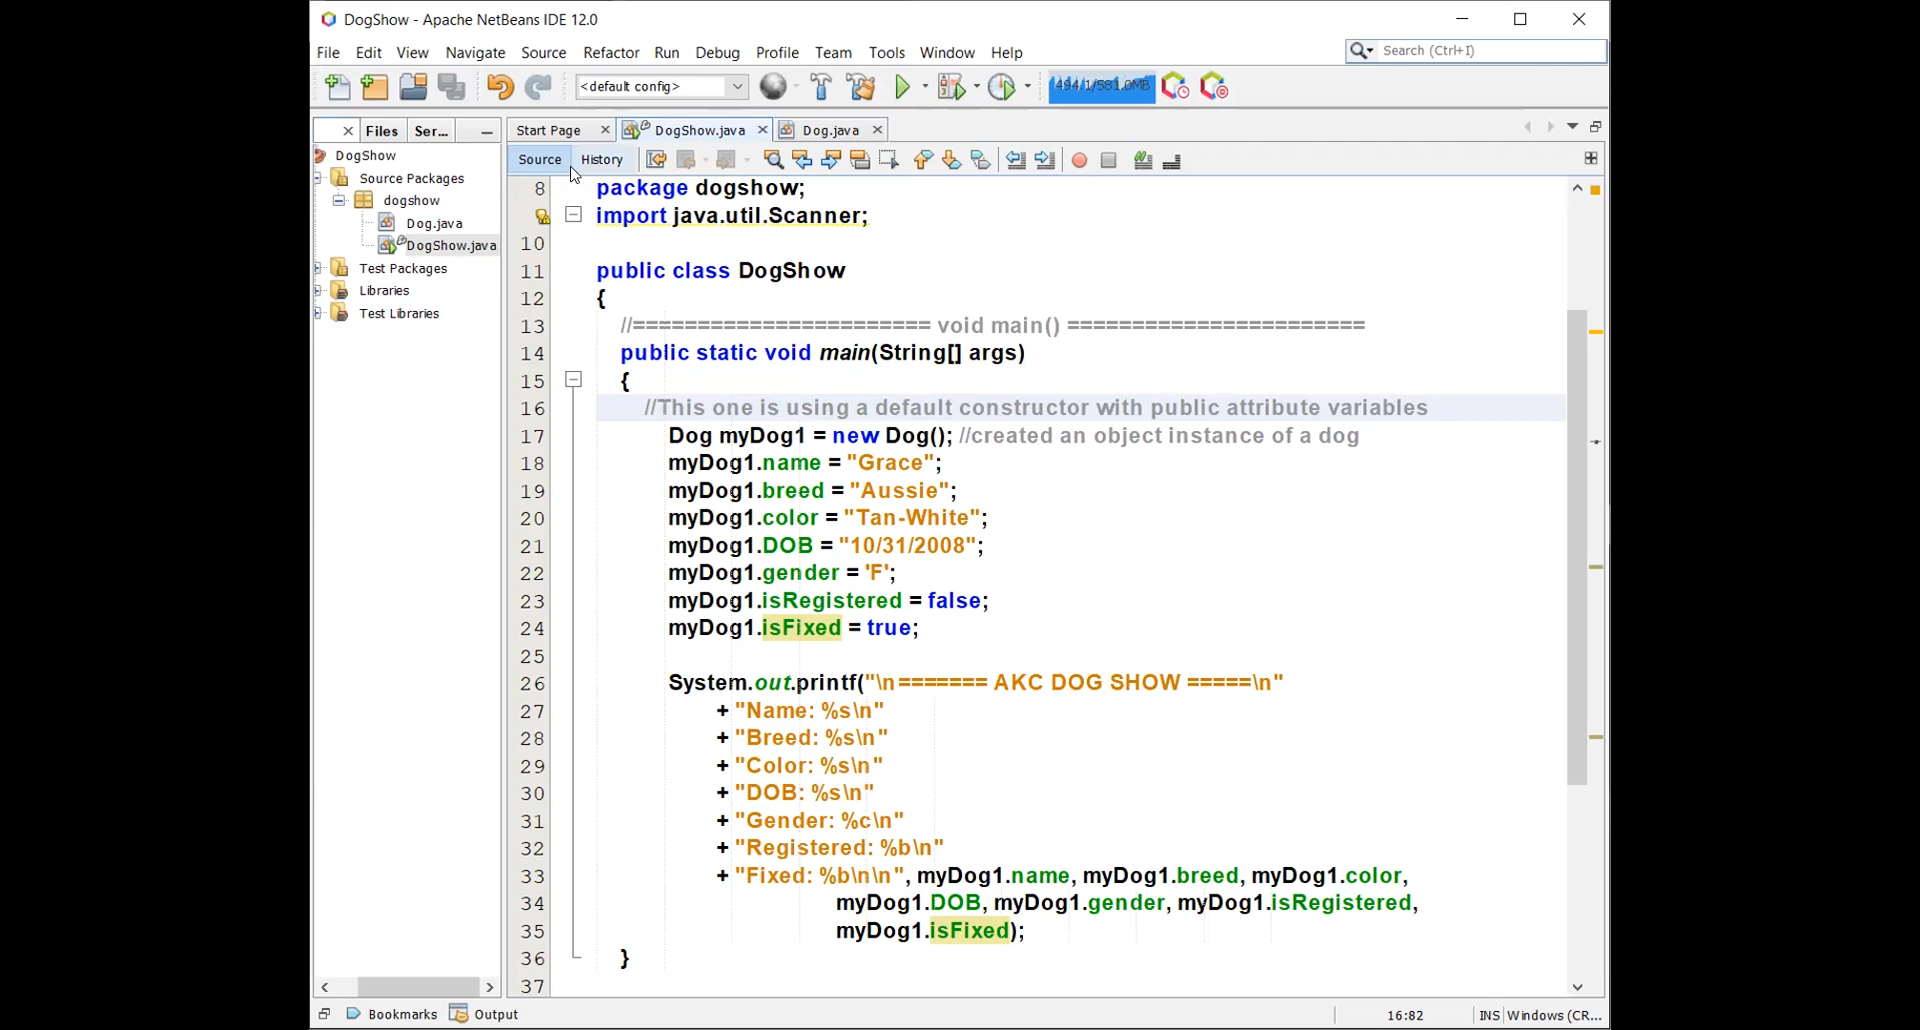 DogShow - Apache NetBeans IDE 12.0
File Edit View Navigate Source Refactor Run Debug Profile Team Tools Window Help
Search (Ctrl+I)
<default config>
494.1/581.0MB
Files Ser... Start Page DogShow.java Dog.java
Source History
DogShow
Source Packages
dogshow
Dog.java
DogShow.java
Test Packages
Libraries
Test Libraries
8 package dogshow;
import java.util.Scanner;
10
11 public class DogShow
12 {
13 //======================= void main() =======================
14 public static void main(String[] args)
15 {
16 //This one is using a default constructor with public attribute variables
17 Dog myDog1 = new Dog(); //created an object instance of a dog
18 myDog1.name = "Grace";
19 myDog1.breed = "Aussie";
20 myDog1.color = "Tan-White";
21 myDog1.DOB = "10/31/2008";
22 myDog1.gender = 'F';
23 myDog1.isRegistered = false;
24 myDog1.isFixed = true;
25
26 System.out.printf("\n======= AKC DOG SHOW =====\n"
27 + "Name: %s\n"
28 + "Breed: %s\n"
29 + "Color: %s\n"
30 + "DOB: %s\n"
31 + "Gender: %c\n"
32 + "Registered: %b\n"
33 + "Fixed: %b\n\n", myDog1.name, myDog1.breed, myDog1.color,
34 myDog1.DOB, myDog1.gender, myDog1.isRegistered,
35 myDog1.isFixed);
36 }
37
Bookmarks Output
16:82 INS Windows (CR...